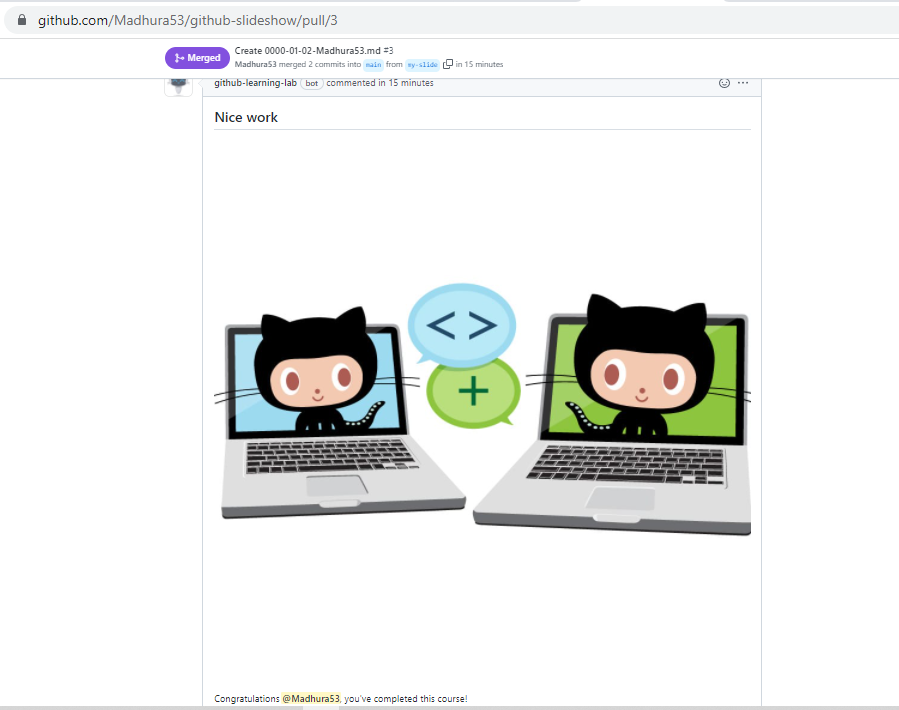 github.com/Madhura53/github-slideshow/pull/3
Merged
Create 0000-01-02-Madhura53.md #3
Madhura53 merged 2 commits into main from my-slide in 15 minutes
github-learning-lab bot commented in 15 minutes
Nice work
< >
+
Congratulations @Madhura53, you've completed this course!